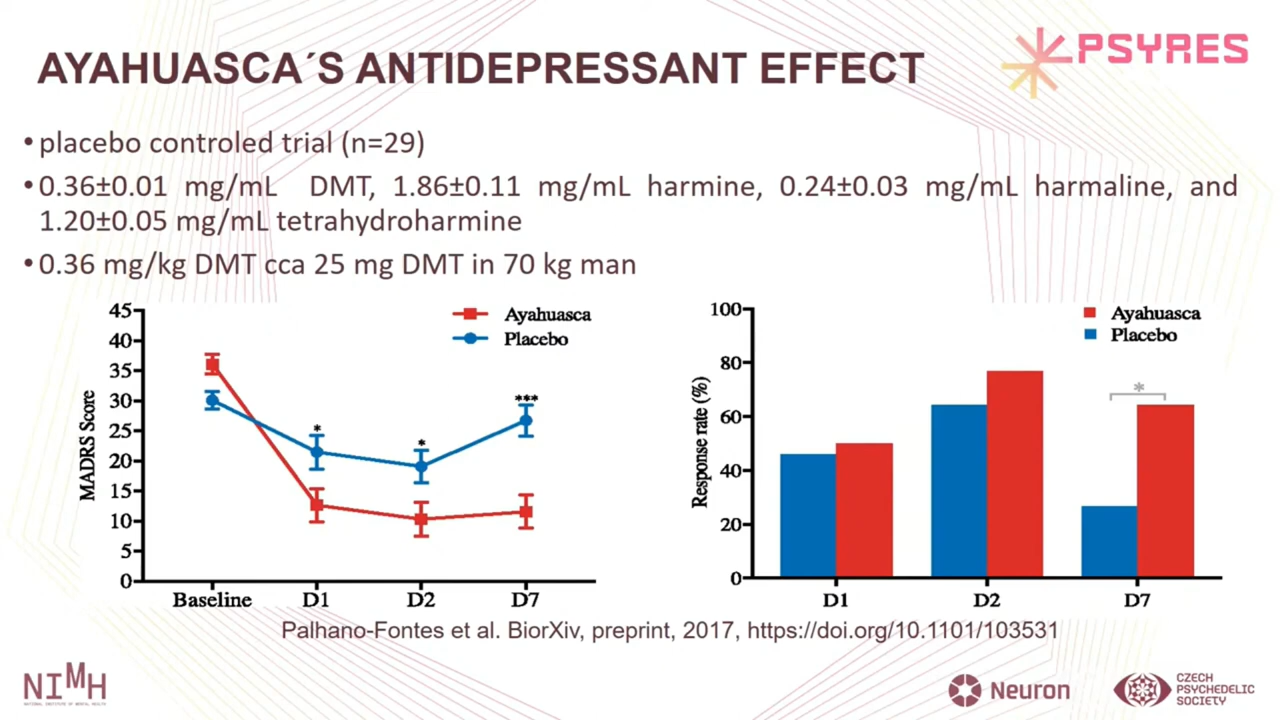 AYAHUASCA´S ANTIDEPRESSANT EFFECT
PSYRES
• placebo controled trial (n=29)
• 0.36±0.01 mg/mL DMT, 1.86±0.11 mg/mL harmine, 0.24±0.03 mg/mL harmaline, and
1.20±0.05 mg/mL tetrahydroharmine
• 0.36 mg/kg DMT cca 25 mg DMT in 70 kg man
MADRS Score
45
40
35
30
25
20
15
10
5
0
Ayahuasca
Placebo
*
*
***
Baseline D1 D2 D7
Response rate (%)
100
80
60
40
20
0
Ayahuasca
Placebo
*
D1 D2 D7
Palhano-Fontes et al. BiorXiv, preprint, 2017, https://doi.org/10.1101/103531
NIMH
NATIONAL INSTITUTE OF MENTAL HEALTH
Neuron
CZECH
PSYCHEDELIC
SOCIETY